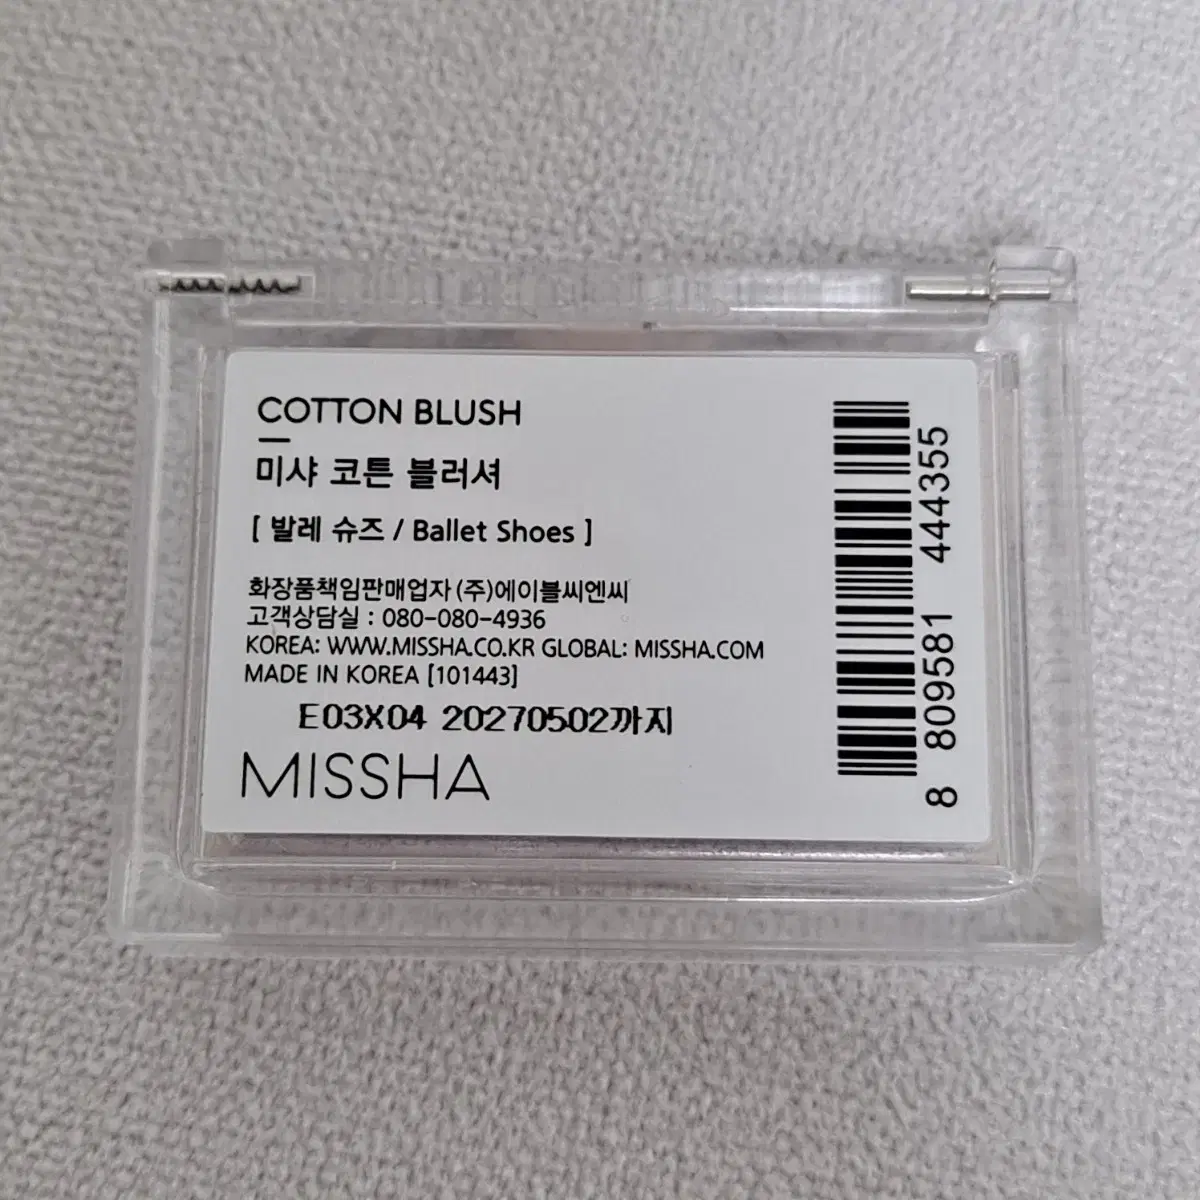 COTTON BLUSH
미샤 코튼 블러셔
[ 발레 슈즈 / Ballet Shoes ]
화장품책임판매업자 (주)에이블씨엔씨
고객상담실 : 080-080-4936
KOREA: WWW.MISSHA.CO.KR GLOBAL: MISSHA.COM
MADE IN KOREA [101443]
E03X04 20270502까지
MISSHA
8 809581 444355